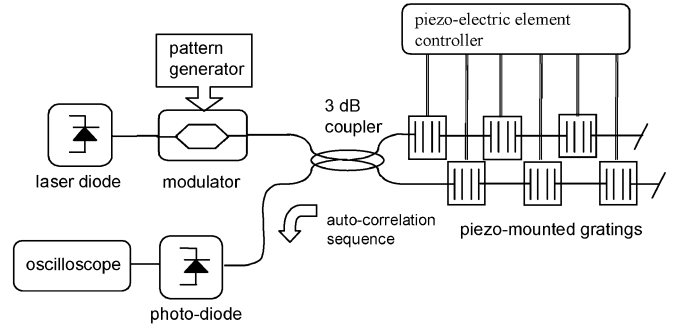 piezo-electric element
controller
pattern
generator
3 dB
coupler
laser diode
modulator
auto-correlation
sequence
piezo-mounted gratings
oscilloscope
photo-diode